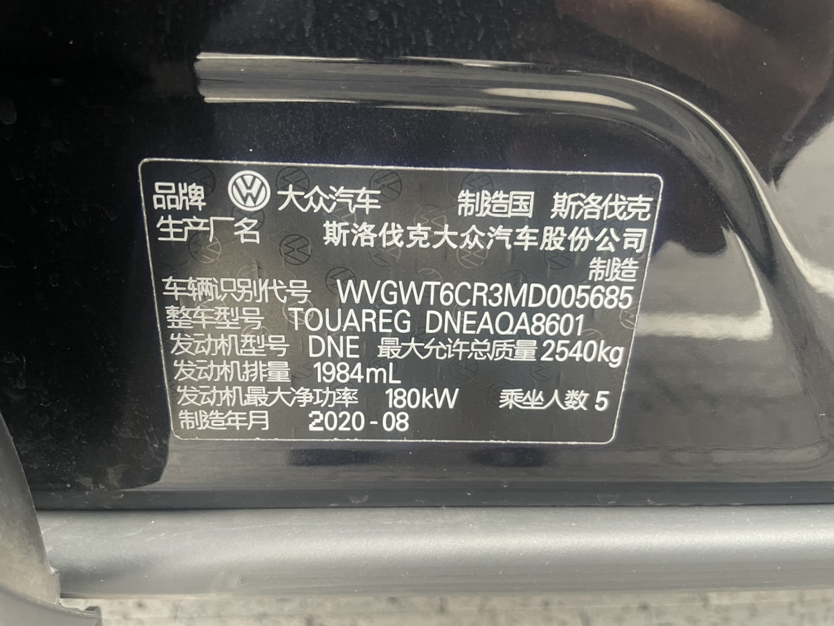 品牌 大众汽车 制造国 斯洛伐克
生产厂名 斯洛伐克大众汽车股份公司
制造
车辆识别代号 WVGWT6CR3MD005685
整车型号 TOUAREG DNEAQA8601
发动机型号 DNE 最大允许总质量 2540kg
发动机排量 1984mL
发动机最大净功率 180kW 乘坐人数 5
制造年月 2020-08